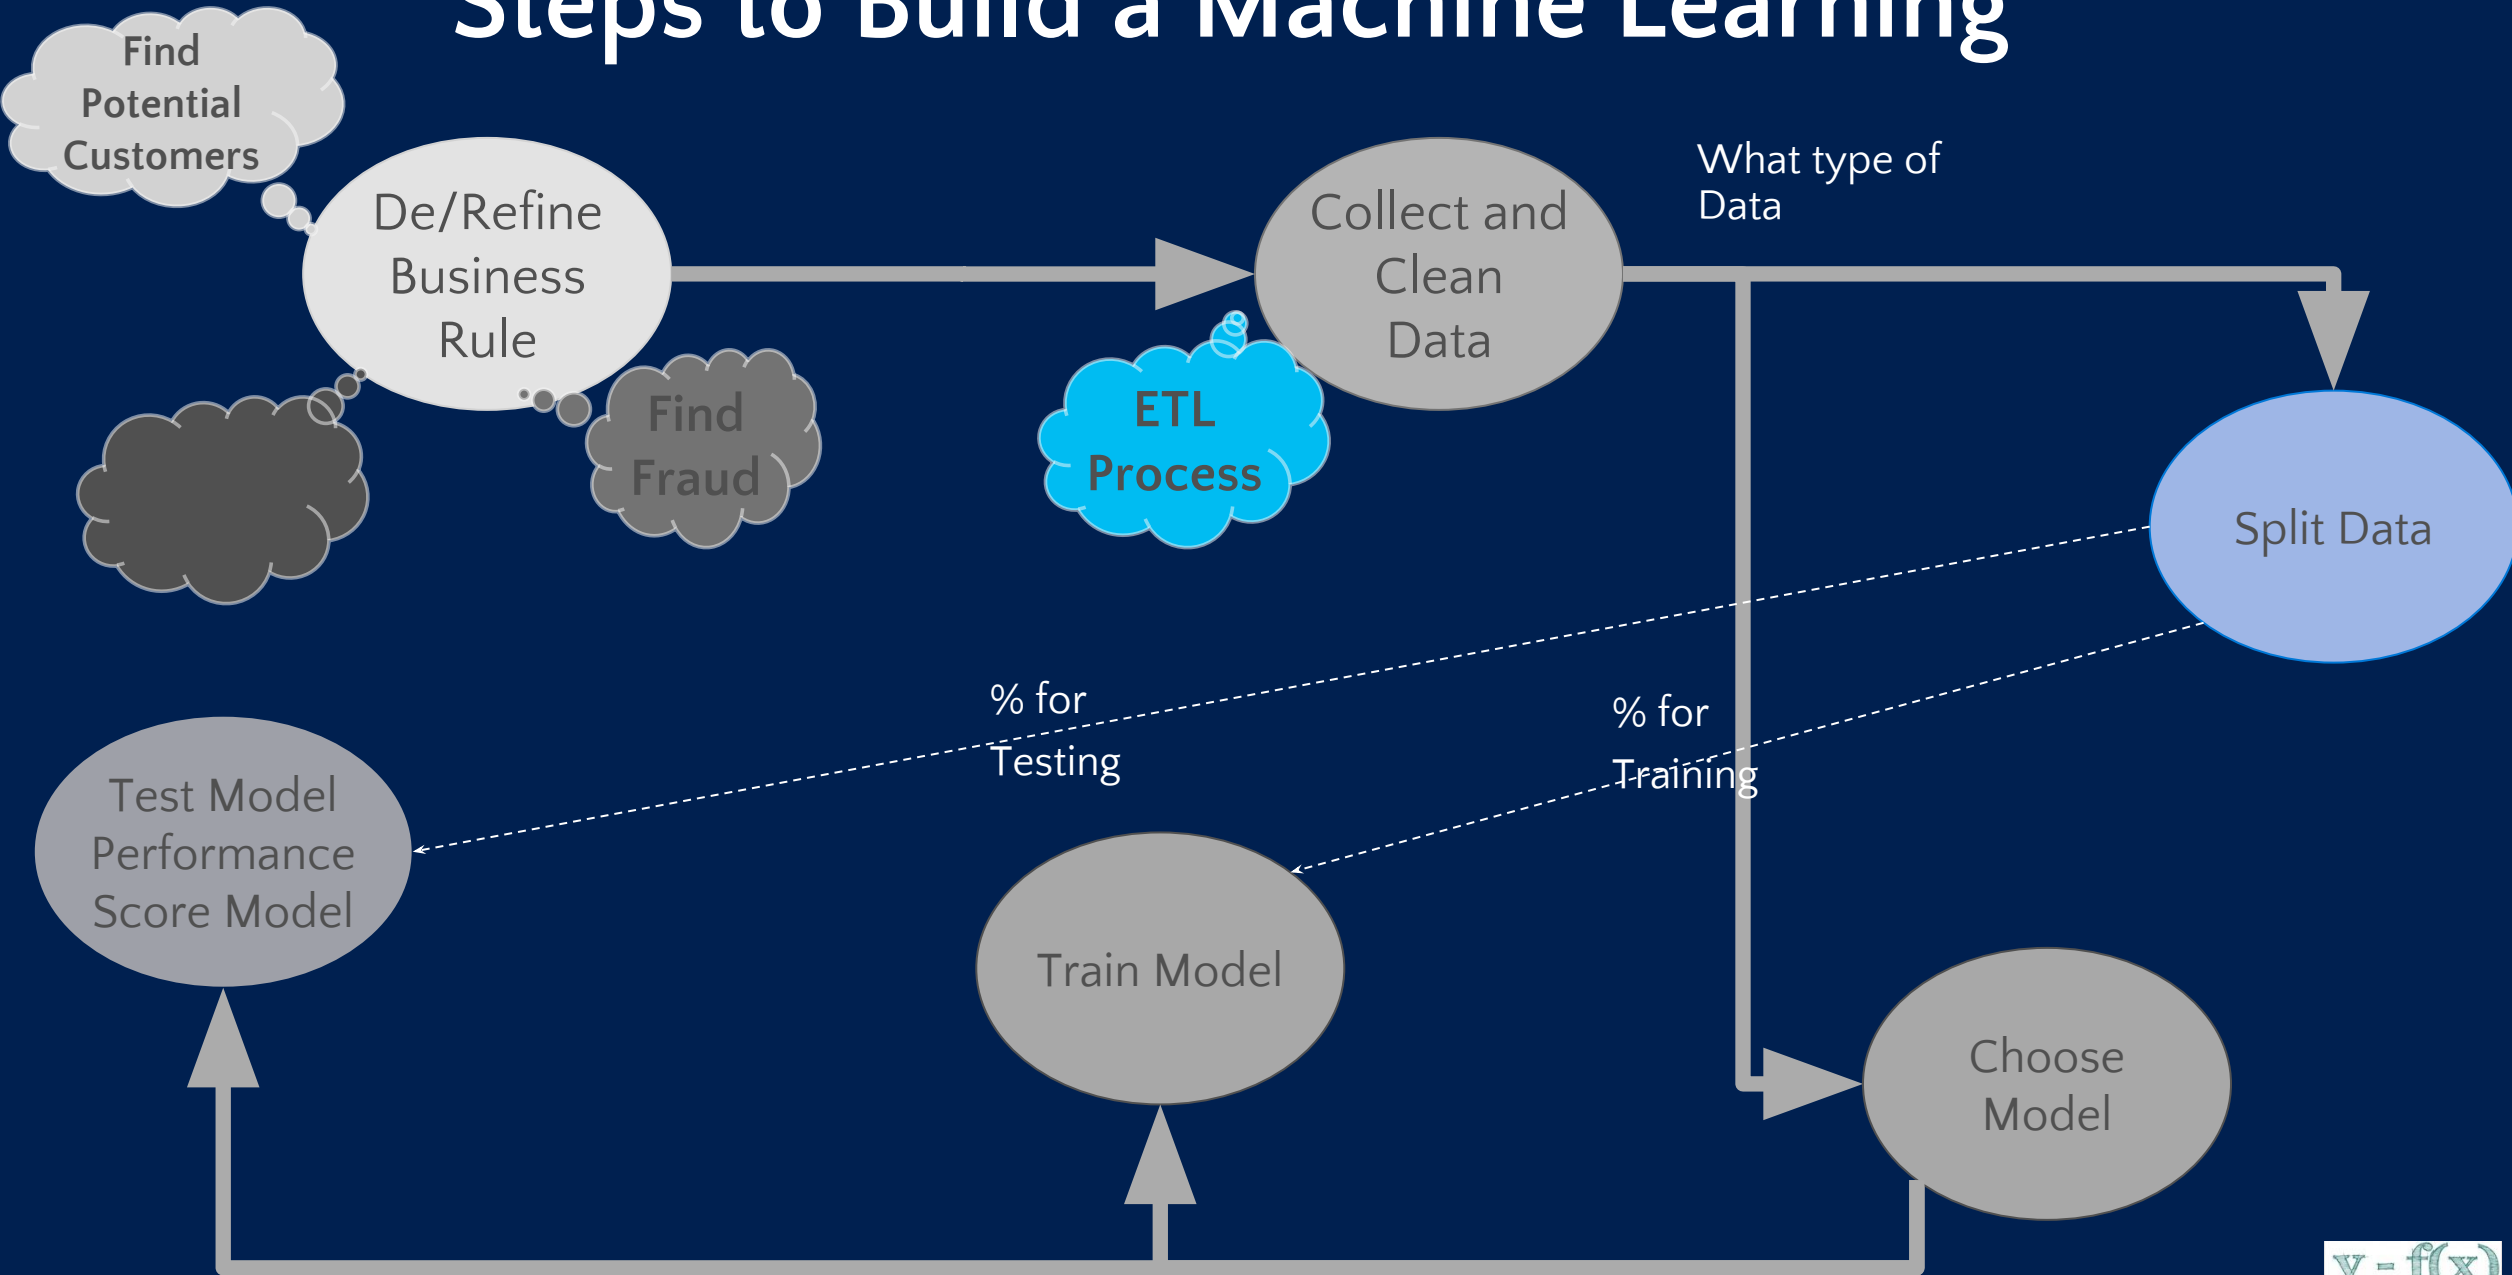 Steps to Build a Machine Learning
Find
Potential
Customers
De/Refine
Business
Rule
Collect and
Clean
Data
What type of
Data
Find
Fraud
ETL
Process
Split Data
% for
Testing
% for
Training
Test Model
Performance
Score Model
Train Model
Choose
Model
y = f(x)